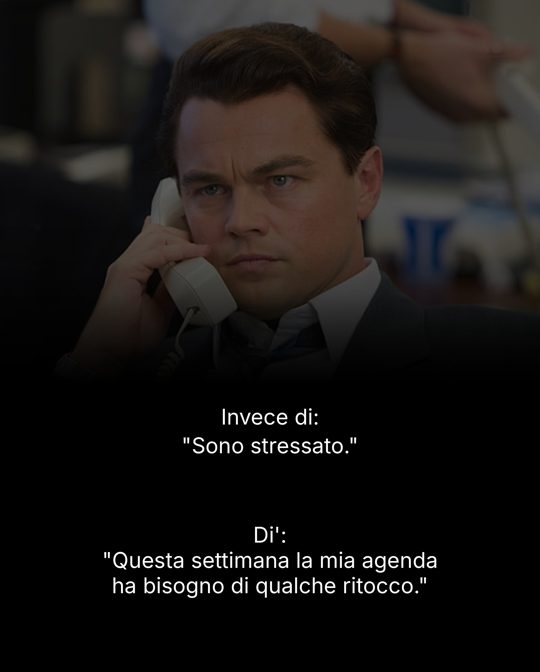 Invece di:
"Sono stressato."
Di':
"Questa settimana la mia agenda
ha bisogno di qualche ritocco."